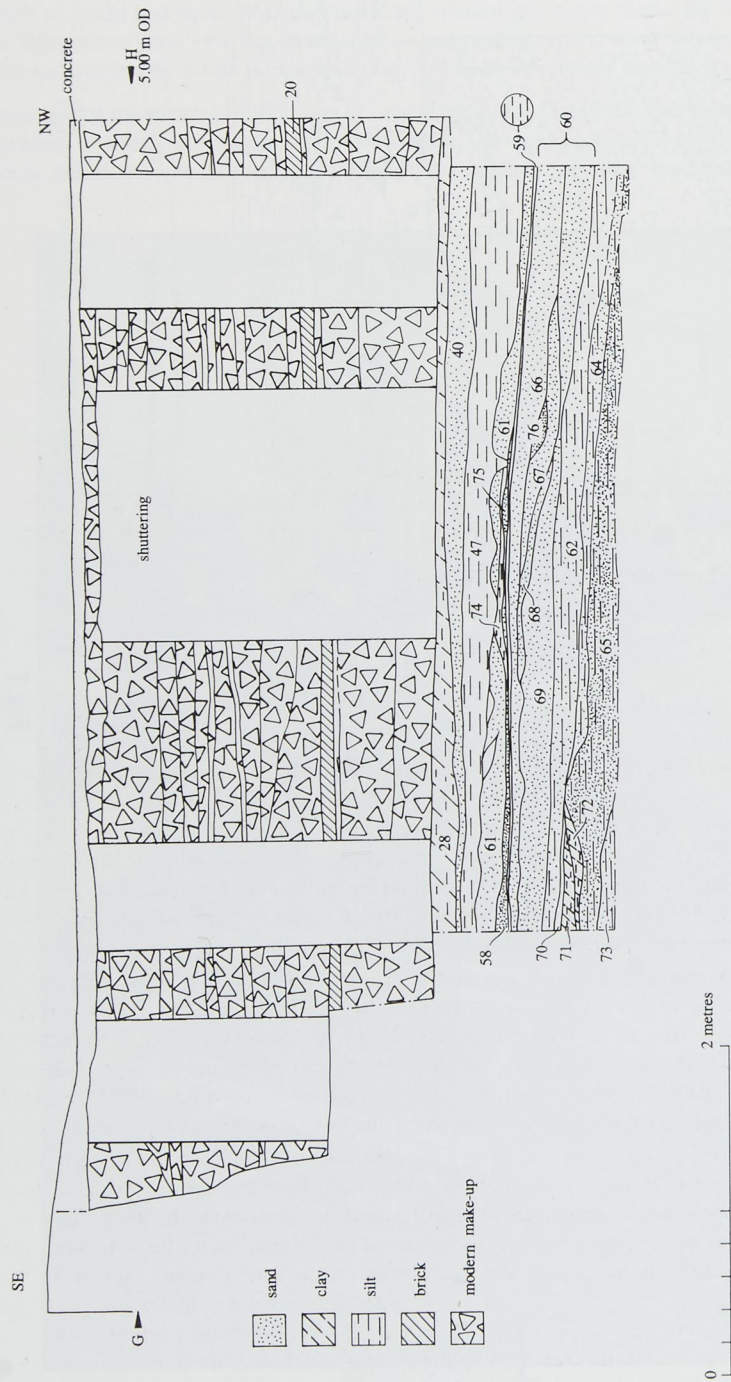 SE
NW
concrete
H
5.00 m OD
G
20
shuttering
40
28
47
59
60
61
61
75
74
76
66
67
68
64
69
62
65
58
70
71
72
73
sand
clay
silt
brick
modern make-up
0
2 metres